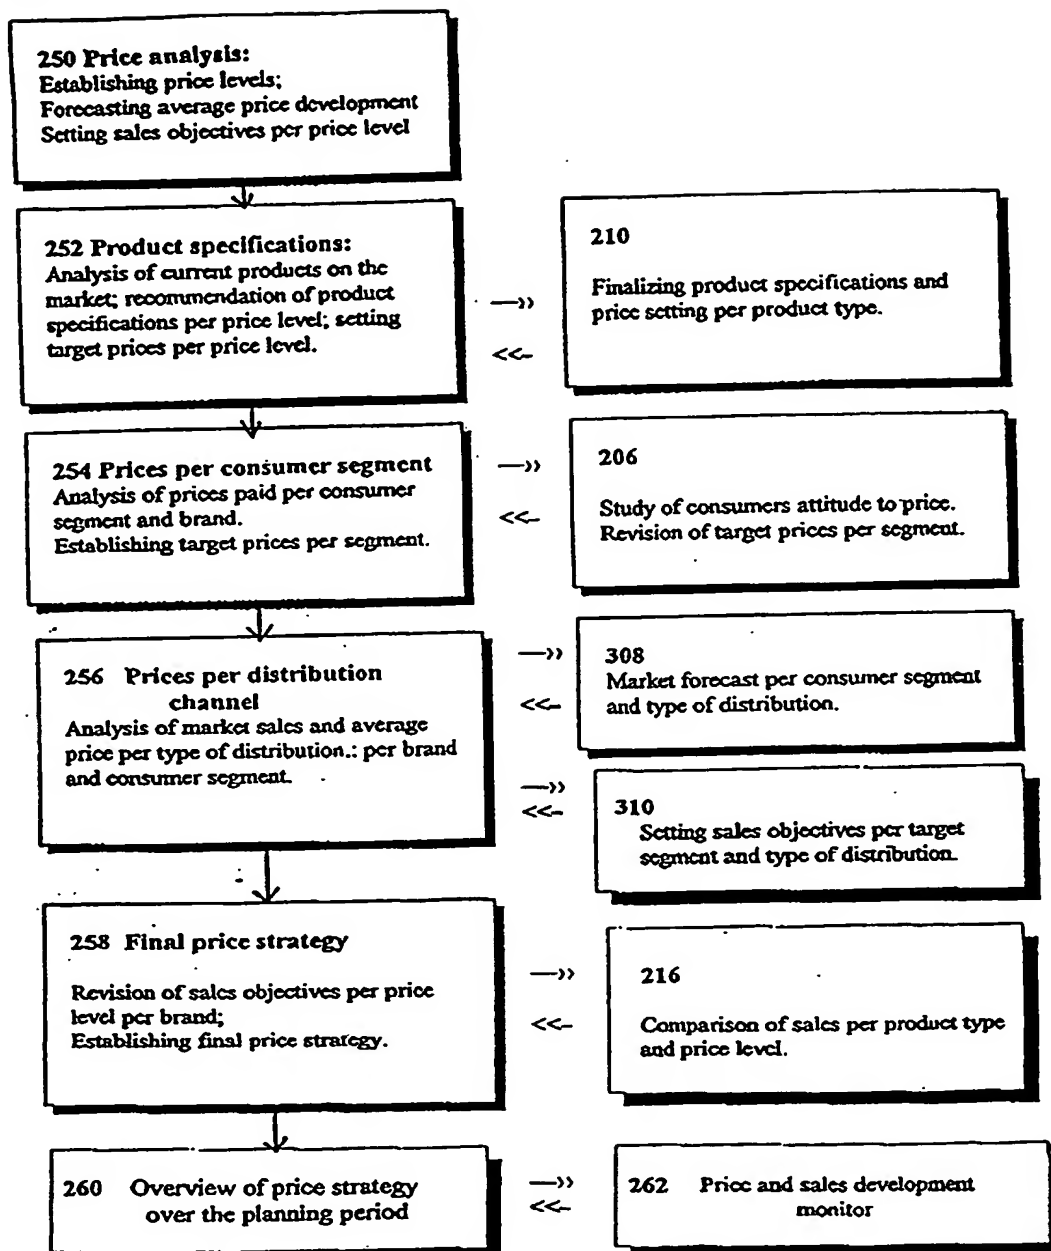 250 Price analysis:
Establishing price levels;
Forecasting average price development
Setting sales objectives per price level
252 Product specifications:
Analysis of current products on the
market; recommendation of product
specifications per price level; setting
target prices per price level.
—»
<<-
210
Finalizing product specifications and
price setting per product type.
254 Prices per consumer segment
Analysis of prices paid per consumer
segment and brand.
Establishing target prices per segment.
—»
<<-
206
Study of consumers attitude to price.
Revision of target prices per segment.
256 Prices per distribution
channel
Analysis of market sales and average
price per type of distribution.: per brand
and consumer segment.
—»
<<-
308
Market forecast per consumer segment
and type of distribution.
—»
<<-
310
Setting sales objectives per target
segment and type of distribution.
258 Final price strategy
Revision of sales objectives per price
level per brand;
Establishing final price strategy.
—»
<<-
216
Comparison of sales per product type
and price level.
260 Overview of price strategy
over the planning period
—»
<<-
262 Price and sales development
monitor